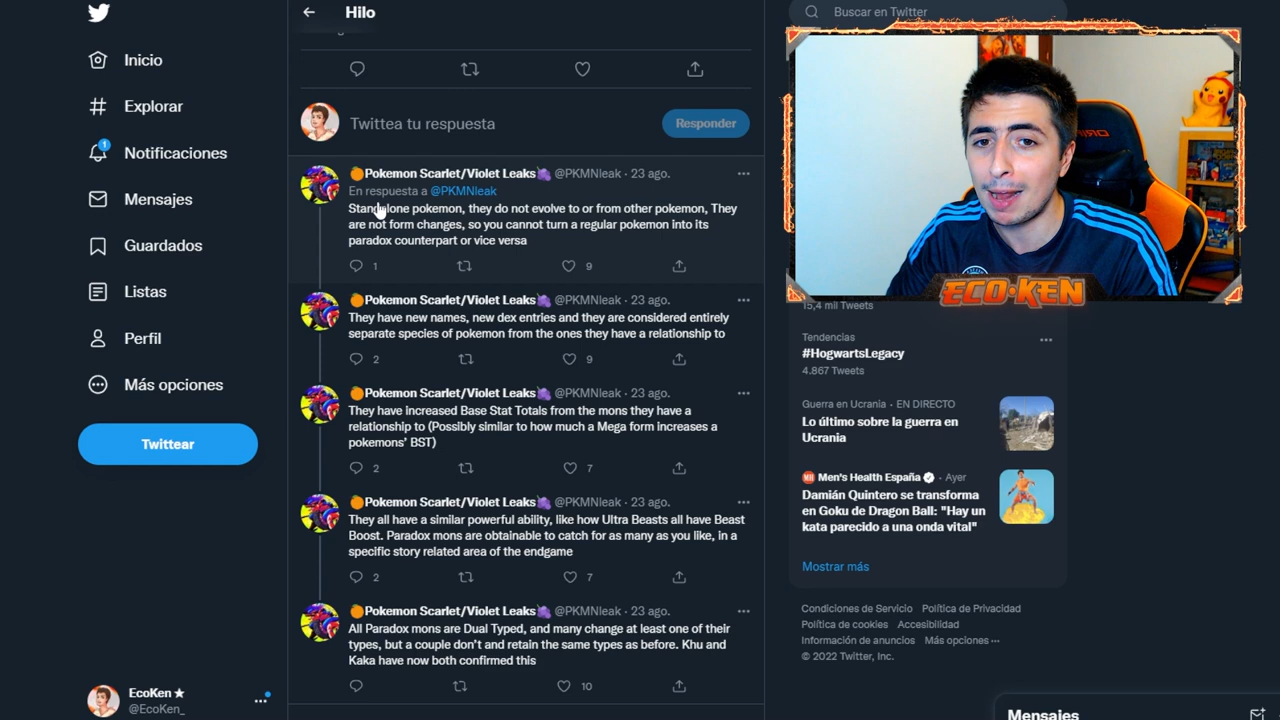 Hilo
Buscar en Twitter
Inicio
Explorar
1
Notificaciones
Mensajes
Guardados
Listas
Perfil
Más opciones
Twittear
EcoKen ★
@EcoKen_
Twittea tu respuesta
Responder
Pokemon Scarlet/Violet Leaks @PKMNleak · 23 ago.
En respuesta a @PKMNleak
Standalone pokemon, they do not evolve to or from other pokemon, They
are not form changes, so you cannot turn a regular pokemon into its
paradox counterpart or vice versa
1 9
Pokemon Scarlet/Violet Leaks @PKMNleak · 23 ago.
They have new names, new dex entries and they are considered entirely
separate species of pokemon from the ones they have a relationship to
2 9
Pokemon Scarlet/Violet Leaks @PKMNleak · 23 ago.
They have increased Base Stat Totals from the mons they have a
relationship to (Possibly similar to how much a Mega form increases a
pokemons' BST)
2 7
Pokemon Scarlet/Violet Leaks @PKMNleak · 23 ago.
They all have a similar powerful ability, like how Ultra Beasts all have Beast
Boost. Paradox mons are obtainable to catch for as many as you like, in a
specific story related area of the endgame
2 7
Pokemon Scarlet/Violet Leaks @PKMNleak · 23 ago.
All Paradox mons are Dual Typed, and many change at least one of their
types, but a couple don't and retain the same types as before. Khu and
Kaka have now both confirmed this
10
ECO·KEN
15,4 mil Tweets
Tendencias
#HogwartsLegacy
4.867 Tweets
Guerra en Ucrania · EN DIRECTO
Lo último sobre la guerra en
Ucrania
Men's Health España · Ayer
Damián Quintero se transforma
en Goku de Dragon Ball: "Hay un
kata parecido a una onda vital"
Mostrar más
Condiciones de Servicio Política de Privacidad
Política de cookies Accesibilidad
Información de anuncios Más opciones ···
© 2022 Twitter, Inc.
Mensajes